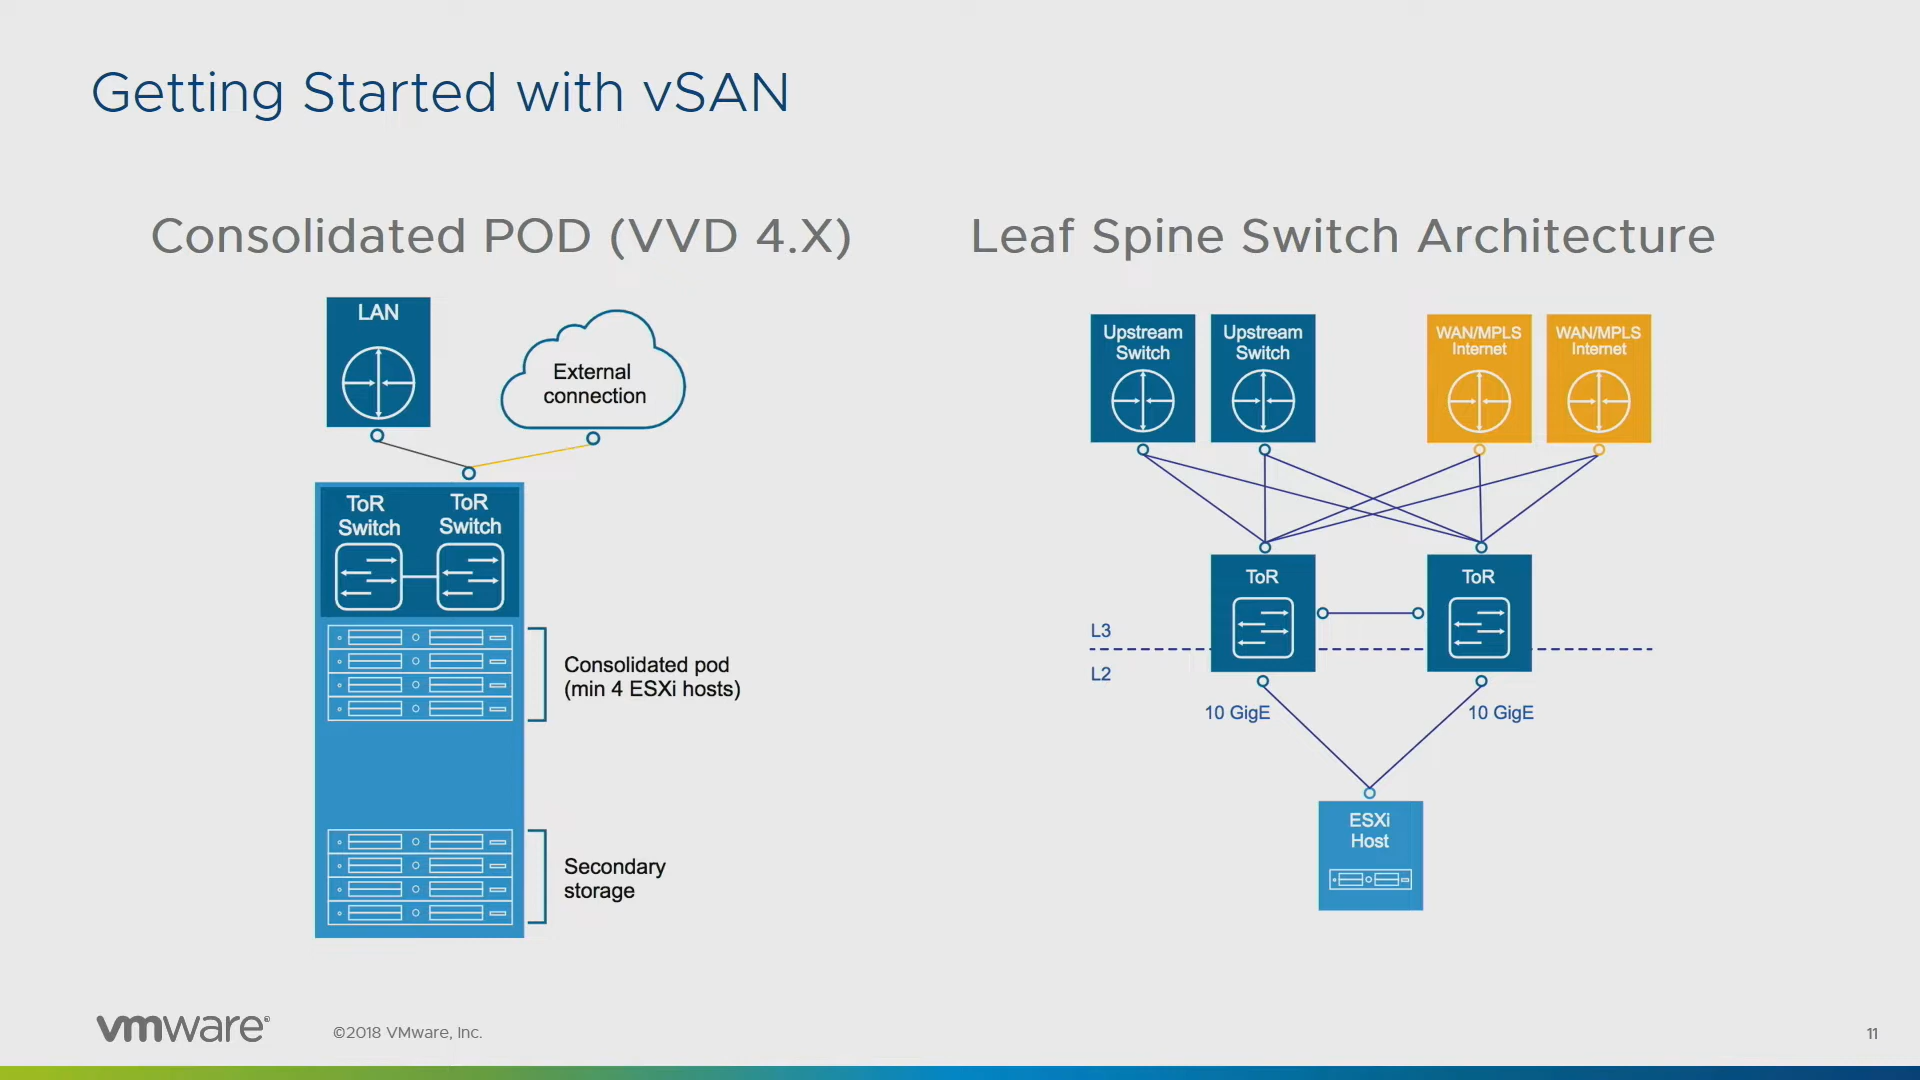 Getting Started with vSAN
Consolidated POD (VVD 4.X)
LAN
External
connection
ToR
Switch
ToR
Switch
Consolidated pod
(min 4 ESXi hosts)
Secondary
storage
Leaf Spine Switch Architecture
Upstream
Switch
Upstream
Switch
WAN/MPLS
Internet
WAN/MPLS
Internet
ToR
ToR
L3
L2
10 GigE
10 GigE
ESXi
Host
vmware®
©2018 VMware, Inc.
11